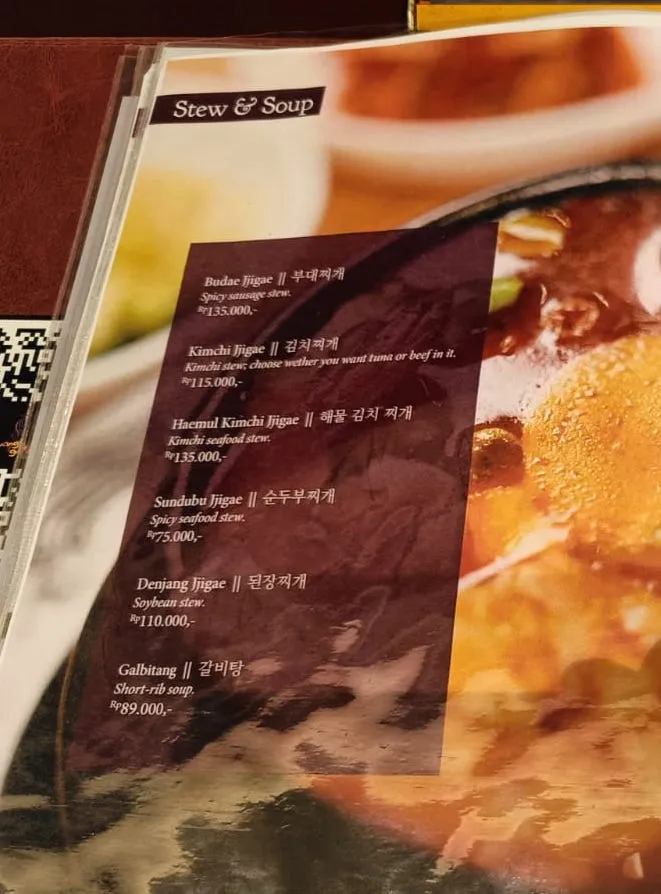 Stew & Soup
Budae Jjigae || 부대찌개
Spicy sausage stew.
Rp135.000,-
Kimchi Jjigae || 김치찌개
Kimchi stew; choose wether you want tuna or beef in it.
Rp115.000,-
Haemul Kimchi Jjigae || 해물 김치 찌개
Kimchi seafood stew.
Rp135.000,-
Sundubu Jjigae || 순두부찌개
Spicy seafood stew.
Rp75.000,-
Denjang Jjigae || 된장찌개
Soybean stew.
Rp110.000,-
Galbitang || 갈비탕
Short-rib soup.
Rp89.000,-